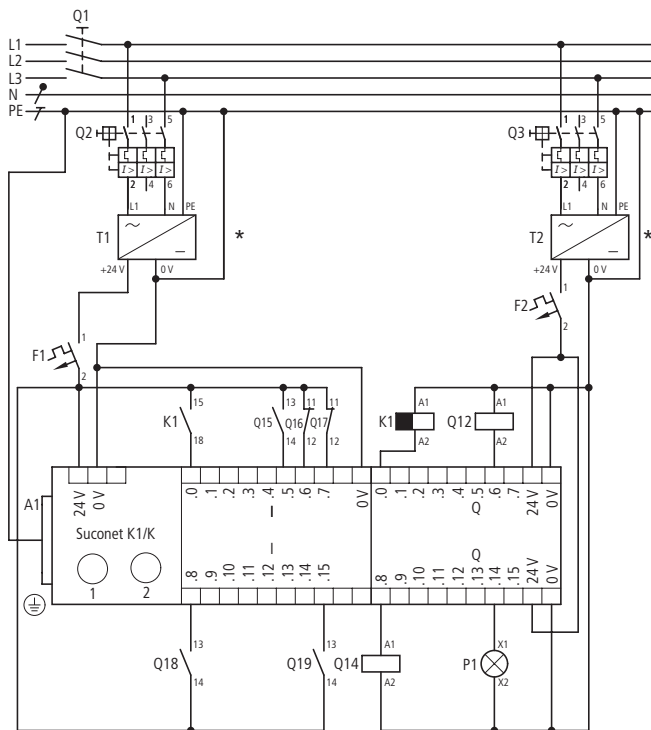 Q1
L1
L2
L3
N
PE
Q2
1
3
5
I> I> I>
2
4
6
Q3
1
3
5
I> I> I>
2
4
6
L1
N
PE
T1
*
+24 V
0 V
L1
N
PE
T2
*
+24 V
0 V
F1
1
2
F2
1
2
K1
15
18
Q15
13
14
Q16
11
12
Q17
11
12
K1
A1
A2
Q12
A1
A2
A1
24 V
0 V
.0
.1
.2
.3
.4
.5
.6
.7
0 V
.0
.1
.2
.3
.4
.5
.6
.7
24 V
0 V
I
Q
Suconet K1/K
1
2
I
Q
.8
.9
.10
.11
.12
.13
.14
.15
.8
.9
.10
.11
.12
.13
.14
.15
24 V
0 V
Q18
13
14
Q19
13
14
Q14
A1
A2
P1
X1
X2